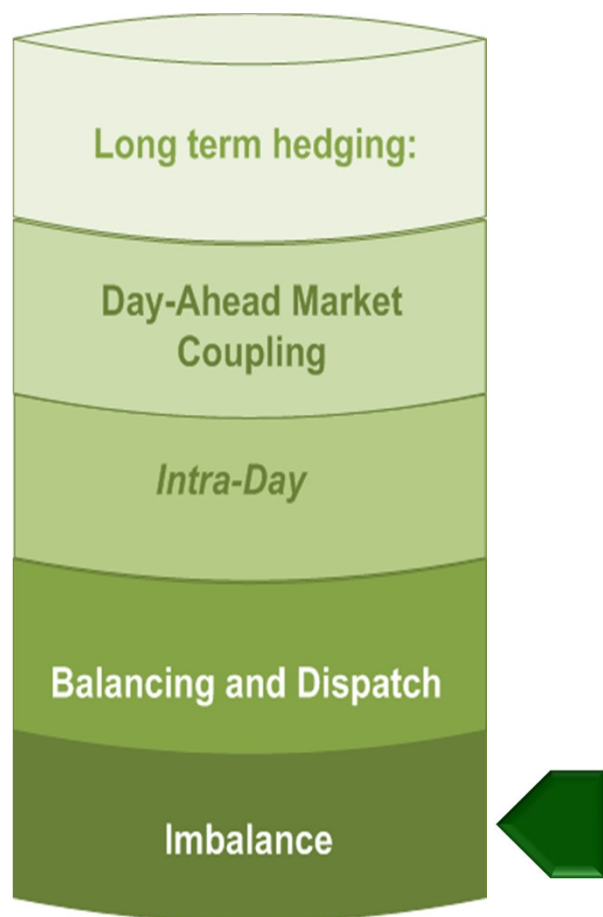 Long term hedging:
Day-Ahead Market
Coupling
Intra-Day
Balancing and Dispatch
Imbalance